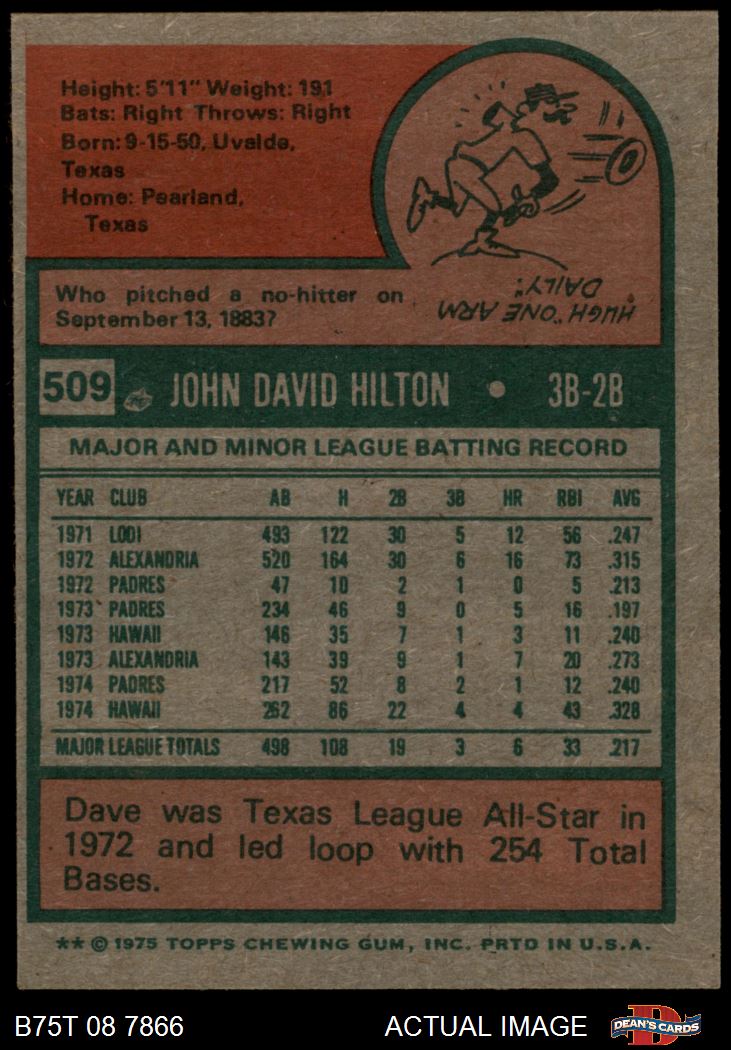 Height: 5'11" Weight: 191
Bats: Right Throws: Right
Born: 9-15-50, Uvalde,
Texas
Home: Pearland,
Texas
Who pitched a no-hitter on
September 13, 1883?
HUGH "ONE ARM
DAILY".
509 JOHN DAVID HILTON • 3B-2B
MAJOR AND MINOR LEAGUE BATTING RECORD
YEAR CLUB AB H 2B 3B HR RBI AVG
1971 LODI 493 122 30 5 12 56 .247
1972 ALEXANDRIA 520 164 30 6 16 73 .315
1972 PADRES 47 10 2 1 0 5 .213
1973 PADRES 234 46 9 0 5 16 .197
1973 HAWAII 146 35 7 1 3 11 .240
1973 ALEXANDRIA 143 39 9 1 7 20 .273
1974 PADRES 217 52 8 2 1 12 .240
1974 HAWAII 262 86 22 4 4 43 .328
MAJOR LEAGUE TOTALS 498 108 19 3 6 33 .217
Dave was Texas League All-Star in
1972 and led loop with 254 Total
Bases.
** © 1975 TOPPS CHEWING GUM, INC. PRTD IN U.S.A.
B75T 08 7866 ACTUAL IMAGE D DEAN'S CARDS